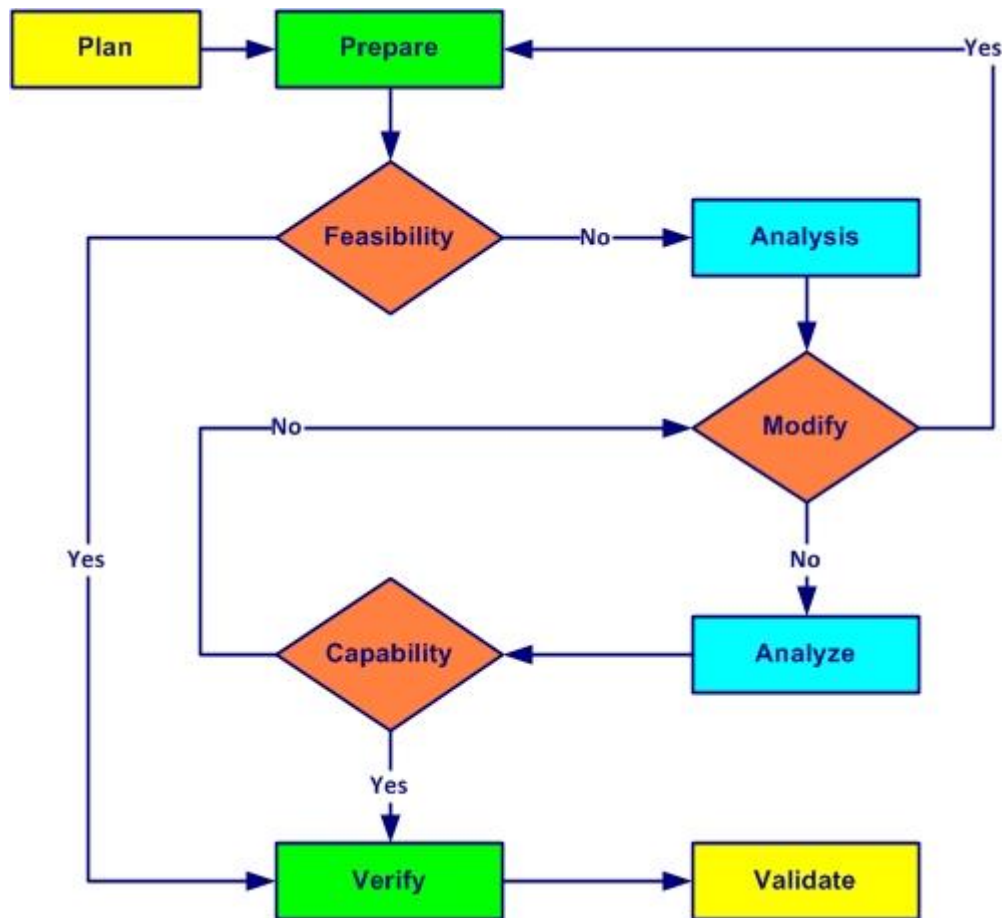 Plan
Prepare
Yes
Feasibility
No
Analysis
No
Modify
Yes
No
Capability
Analyze
Yes
Verify
Validate